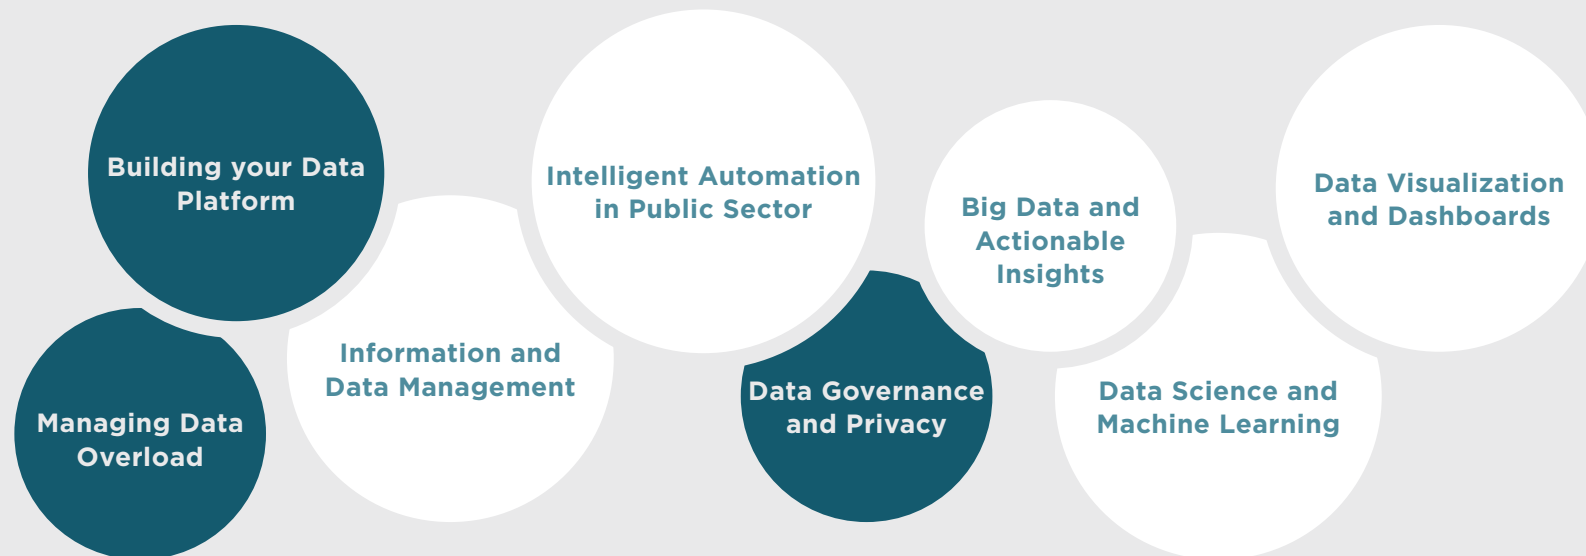 Building your Data
Platform
Managing Data
Overload
Information and
Data Management
Intelligent Automation
in Public Sector
Data Governance
and Privacy
Big Data and
Actionable
Insights
Data Science and
Machine Learning
Data Visualization
and Dashboards